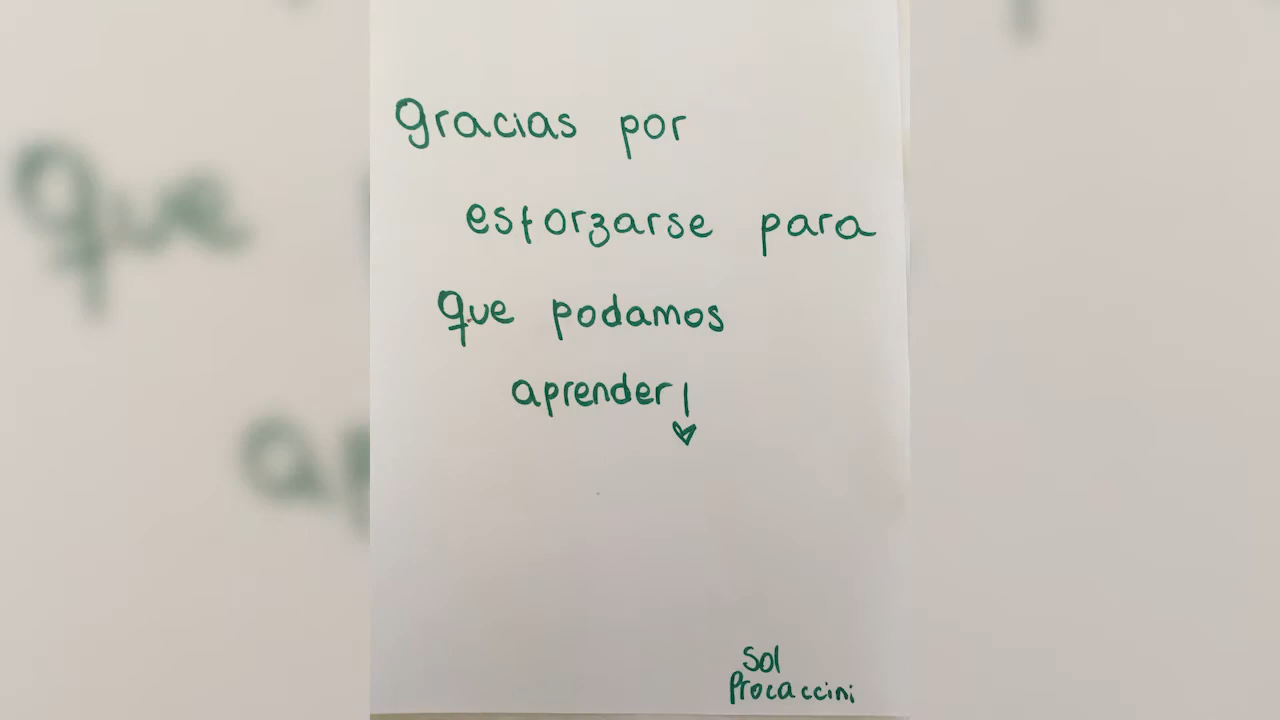 gracias por
esforzarse para
que podamos
aprender!
Sol
Procaccini